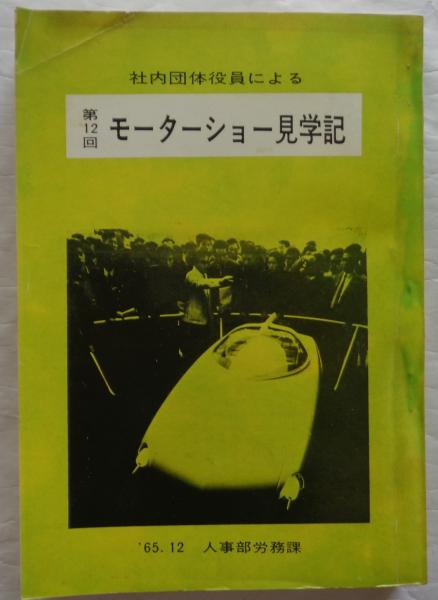 社内団体役員による
第12回 モーターショー見学記
'65.12 人事部労務課